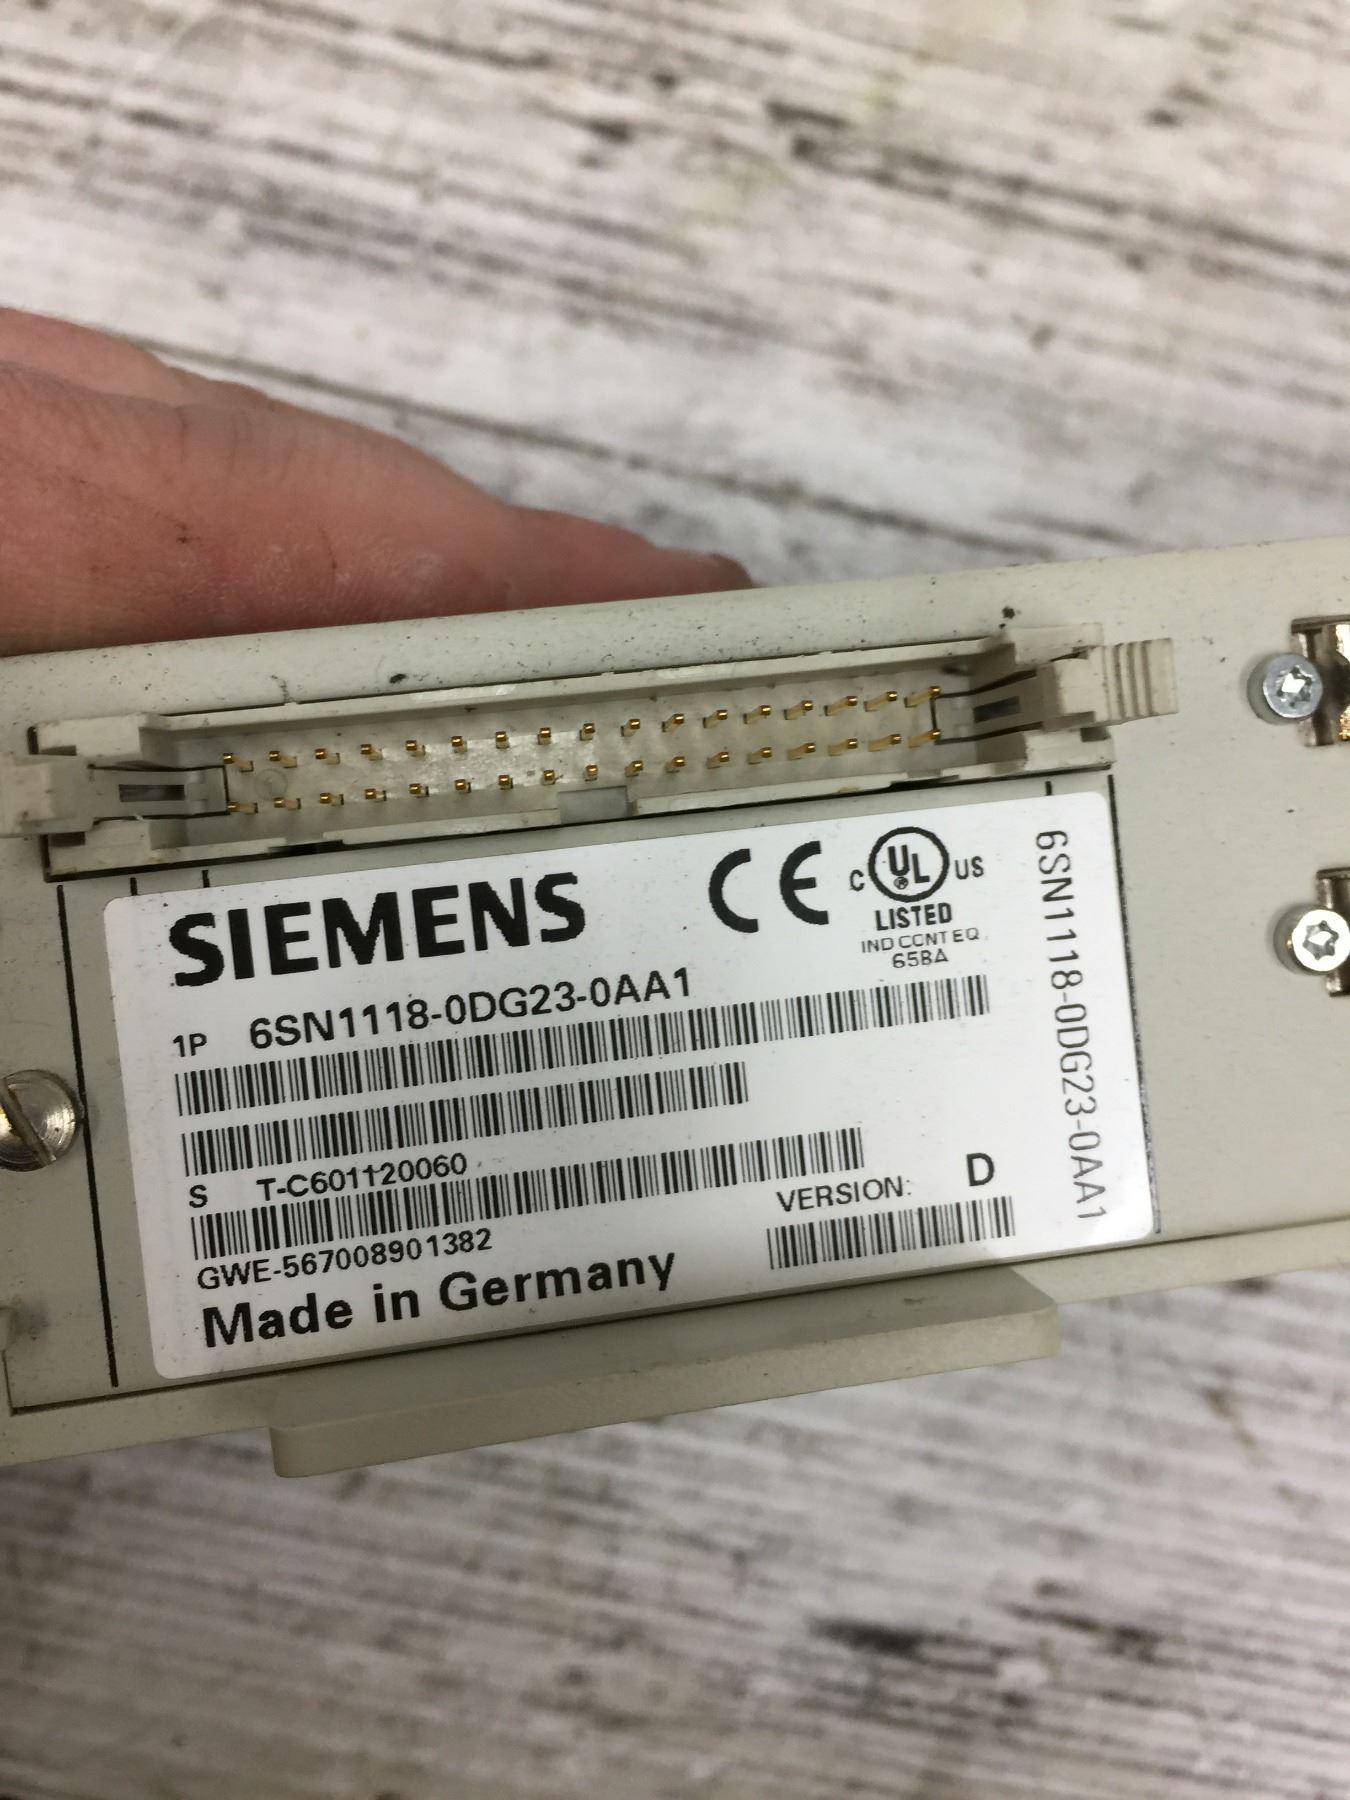 SIEMENS
CE
C UL® US
LISTED
IND CONT EQ
65BA
1P 6SN1118-0DG23-0AA1
S T-C601120060
GWE-567008901382
VERSION: D
Made in Germany
6SN1118-0DG23-0AA1